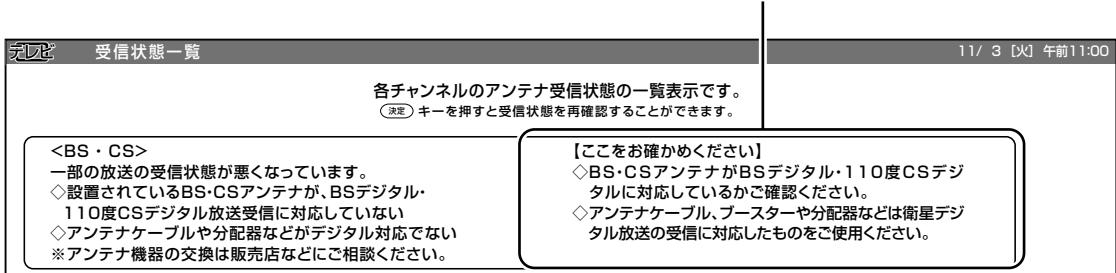 テレビ 受信状態一覧 11/ 3 [火] 午前11:00
各チャンネルのアンテナ受信状態の一覧表示です。
決定 キーを押すと受信状態を再確認することができます。
<BS・CS>
一部の放送の受信状態が悪くなっています。
◇設置されているBS・CSアンテナが、BSデジタル・
110度CSデジタル放送受信に対応していない
◇アンテナケーブルや分配器などがデジタル対応でない
※アンテナ機器の交換は販売店などにご相談ください。
【ここをお確かめください】
◇BS・CSアンテナがBSデジタル・110度CSデジ
タルに対応しているかご確認ください。
◇アンテナケーブル、ブースターや分配器などは衛星デジ
タル放送の受信に対応したものをご使用ください。